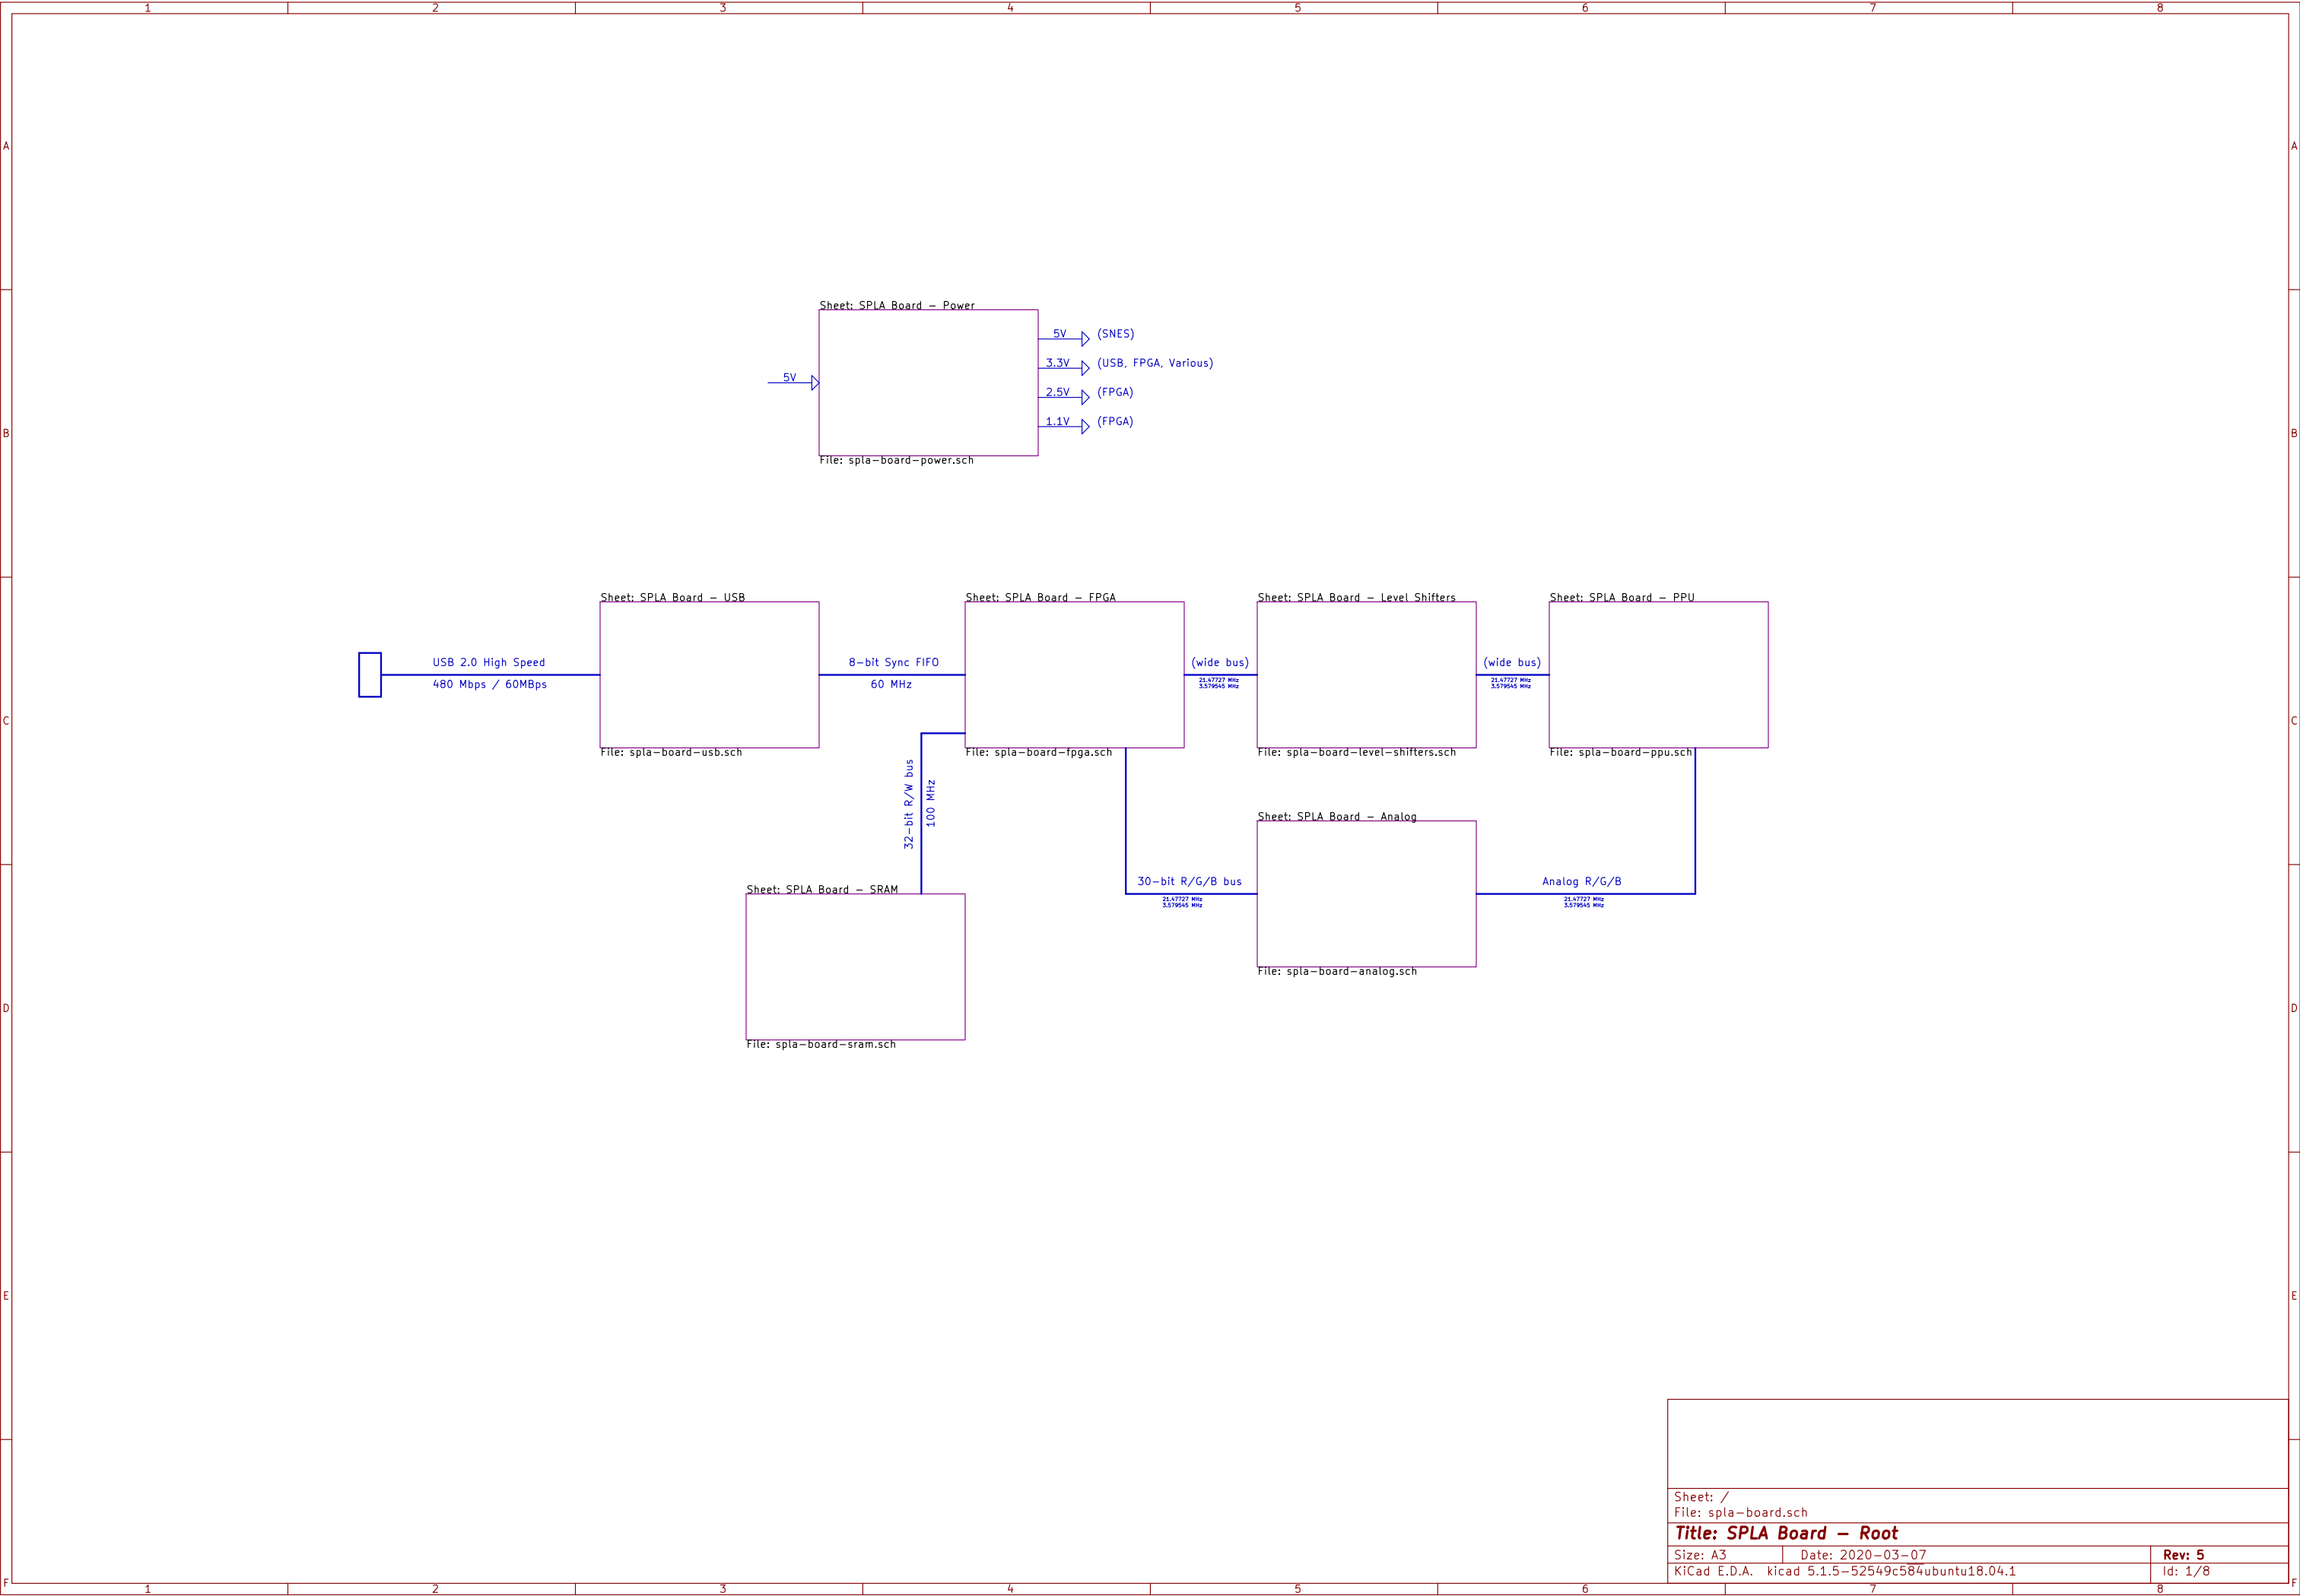 1 2 3 4 5 6 7 8
A A
Sheet: SPLA Board - Power
5V (SNES)
3.3V (USB, FPGA, Various)
5V
2.5V (FPGA)
1.1V (FPGA)
B B
File: spla-board-power.sch
Sheet: SPLA Board - USB
Sheet: SPLA Board - FPGA
Sheet: SPLA Board - Level Shifters
Sheet: SPLA Board - PPU
USB 2.0 High Speed
480 Mbps / 60MBps
8-bit Sync FIFO
60 MHz
(wide bus)
21.47727 MHz
3.579545 MHz
(wide bus)
21.47727 MHz
3.579545 MHz
C C
File: spla-board-usb.sch
File: spla-board-fpga.sch
File: spla-board-level-shifters.sch
File: spla-board-ppu.sch
32-bit R/W bus
100 MHz
Sheet: SPLA Board - Analog
30-bit R/G/B bus
21.47727 MHz
3.579545 MHz
Analog R/G/B
21.47727 MHz
3.579545 MHz
Sheet: SPLA Board - SRAM
File: spla-board-analog.sch
D D
File: spla-board-sram.sch
E E
Sheet: /
File: spla-board.sch
Title: SPLA Board - Root
Size: A3 Date: 2020-03-07 Rev: 5
KiCad E.D.A. kicad 5.1.5-52549c584ubuntu18.04.1 Id: 1/8
F F
1 2 3 4 5 6 7 8